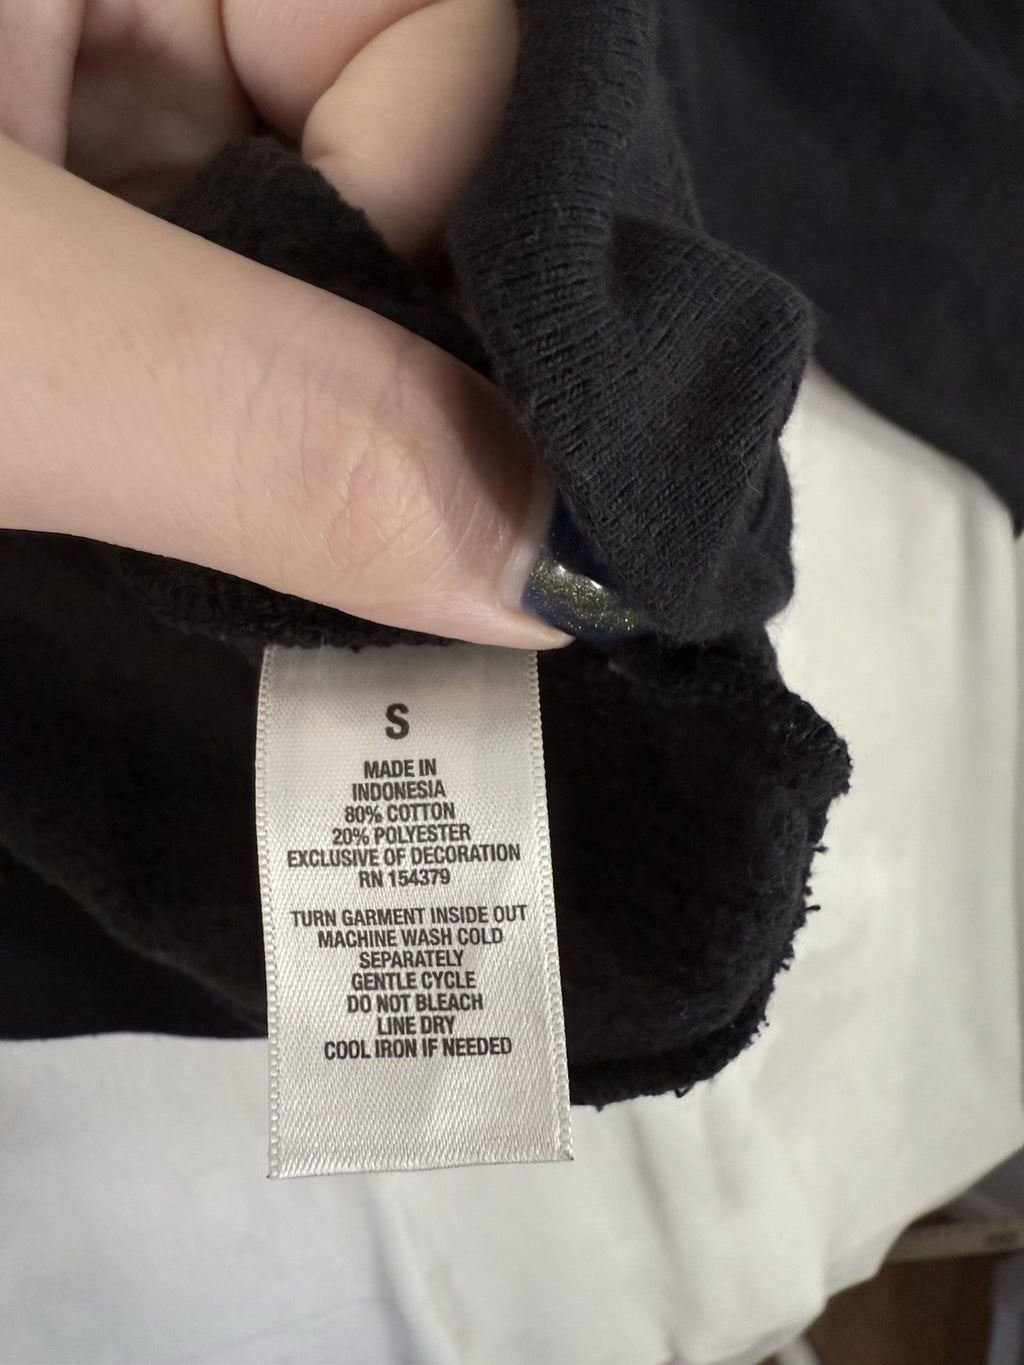 S
MADE IN
INDONESIA
80% COTTON
20% POLYESTER
EXCLUSIVE OF DECORATION
RN 154379
TURN GARMENT INSIDE OUT
MACHINE WASH COLD
SEPARATELY
GENTLE CYCLE
DO NOT BLEACH
LINE DRY
COOL IRON IF NEEDED